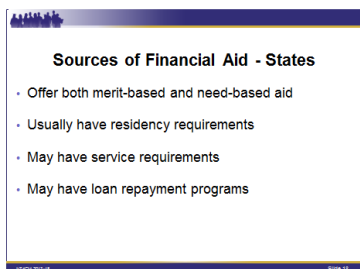 Sources of Financial Aid - States
• Offer both merit-based and need-based aid
• Usually have residency requirements
• May have service requirements
• May have loan repayment programs